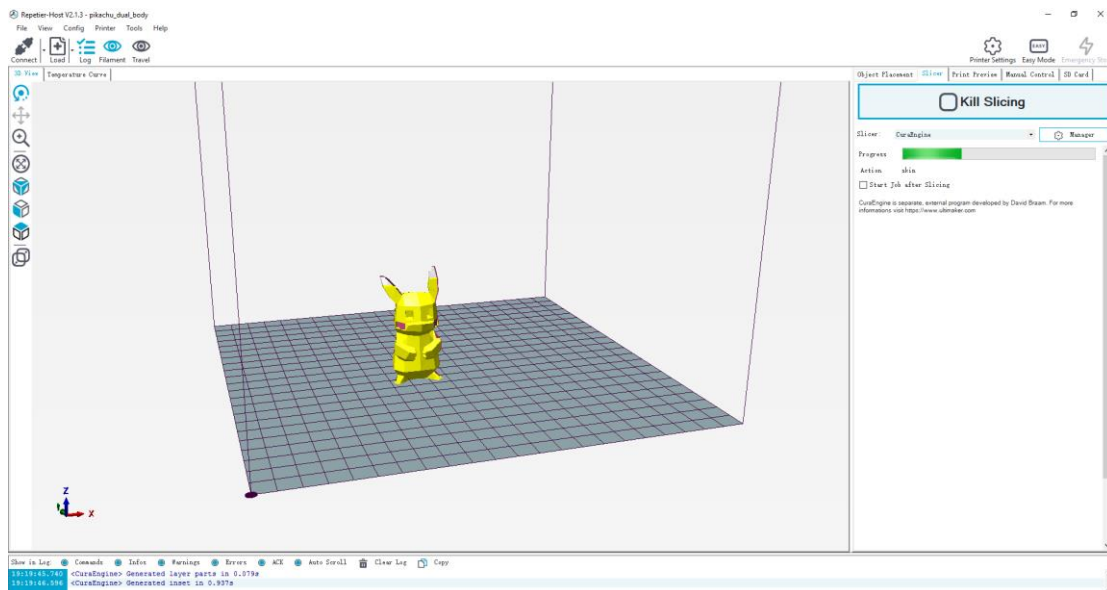 Repetier-Host V2.1.3 - pikachu_dual_body
File View Config Printer Tools Help
Connect Load Log Filament Travel Printer Settings Easy Mode Emergency Sto
EASY
3D View Temperature Curve Object Placement Slicer Print Preview Manual Control SD Card
Kill Slicing
Slicer: CuraEngine Manager
Progress
Action skin
Start Job after Slicing
CuraEngine is separate, external program developed by David Braam. For more
informations visit https://www.ultimaker.com
Z
X
Show in Log: Commands Infos Warnings Errors ACK Auto Scroll Clear Log Copy
19:19:45.740 <CuraEngine> Generated layer parts in 0.079s
19:19:46.596 <CuraEngine> Generated inset in 0.937s